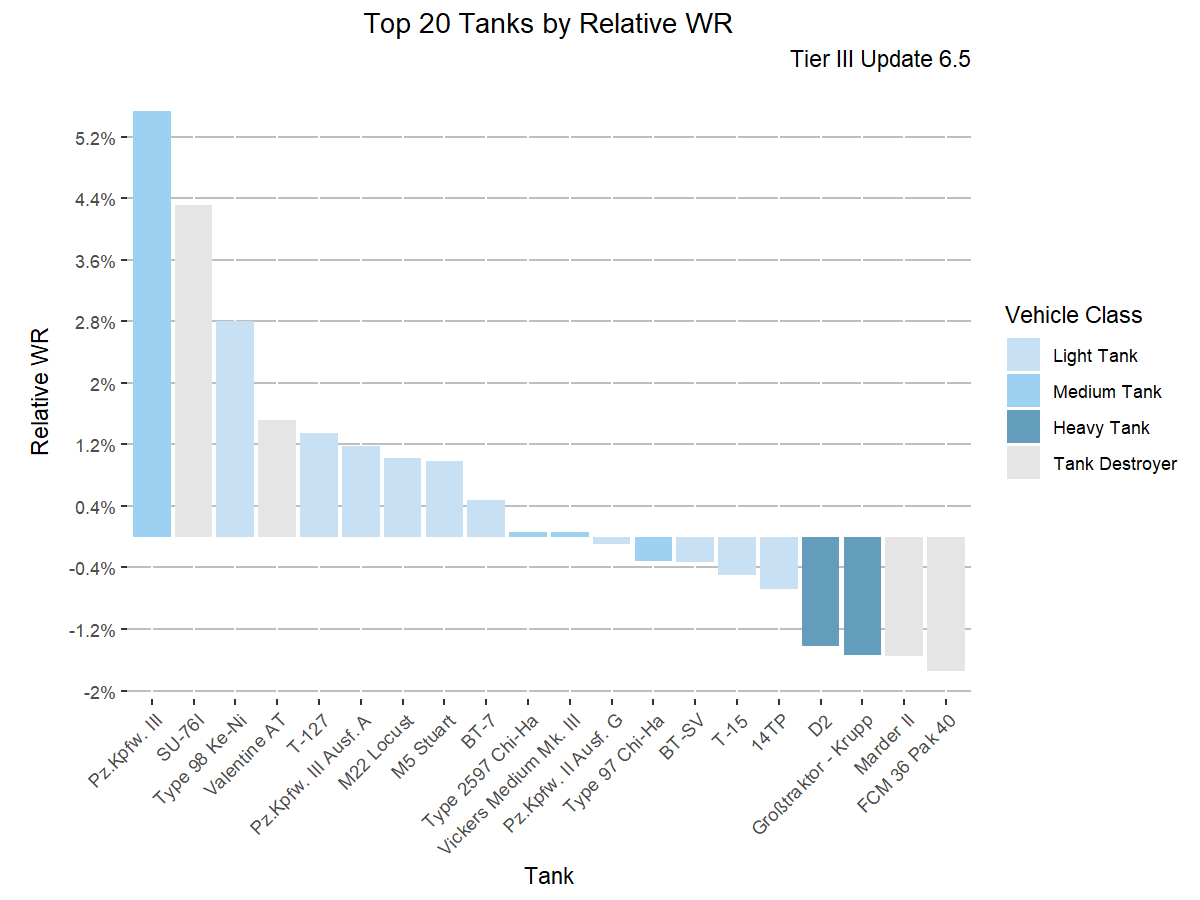 Top 20 Tanks by Relative WR
Tier III Update 6.5
5.2%
4.4%
3.6%
2.8%
2%
1.2%
0.4%
-0.4%
-1.2%
-2%
Relative WR
Pz.Kpfw. III
SU-76I
Type 98 Ke-Ni
Valentine AT
T-127
Pz.Kpfw. III Ausf. A
M22 Locust
M5 Stuart
BT-7
Type 2597 Chi-Ha
Vickers Medium Mk. III
Pz.Kpfw. II Ausf. G
Type 97 Chi-Ha
BT-SV
T-15
14TP
D2
Großtraktor - Krupp
Marder II
FCM 36 Pak 40
Tank
Vehicle Class
Light Tank
Medium Tank
Heavy Tank
Tank Destroyer